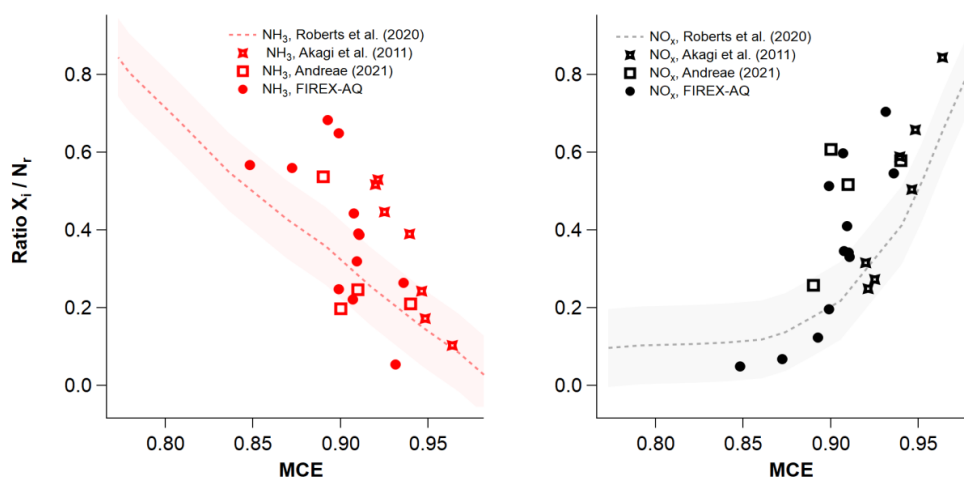 NH3, Roberts et al. (2020)
NH3, Akagi et al. (2011)
NH3, Andreae (2021)
NH3, FIREX-AQ
0.8
0.6
0.4
0.2
0.0
Ratio Xi / Nr
0.80 0.85 0.90 0.95
MCE
NOx, Roberts et al. (2020)
NOx, Akagi et al. (2011)
NOx, Andreae (2021)
NOx, FIREX-AQ
0.8
0.6
0.4
0.2
0.0
0.80 0.85 0.90 0.95
MCE